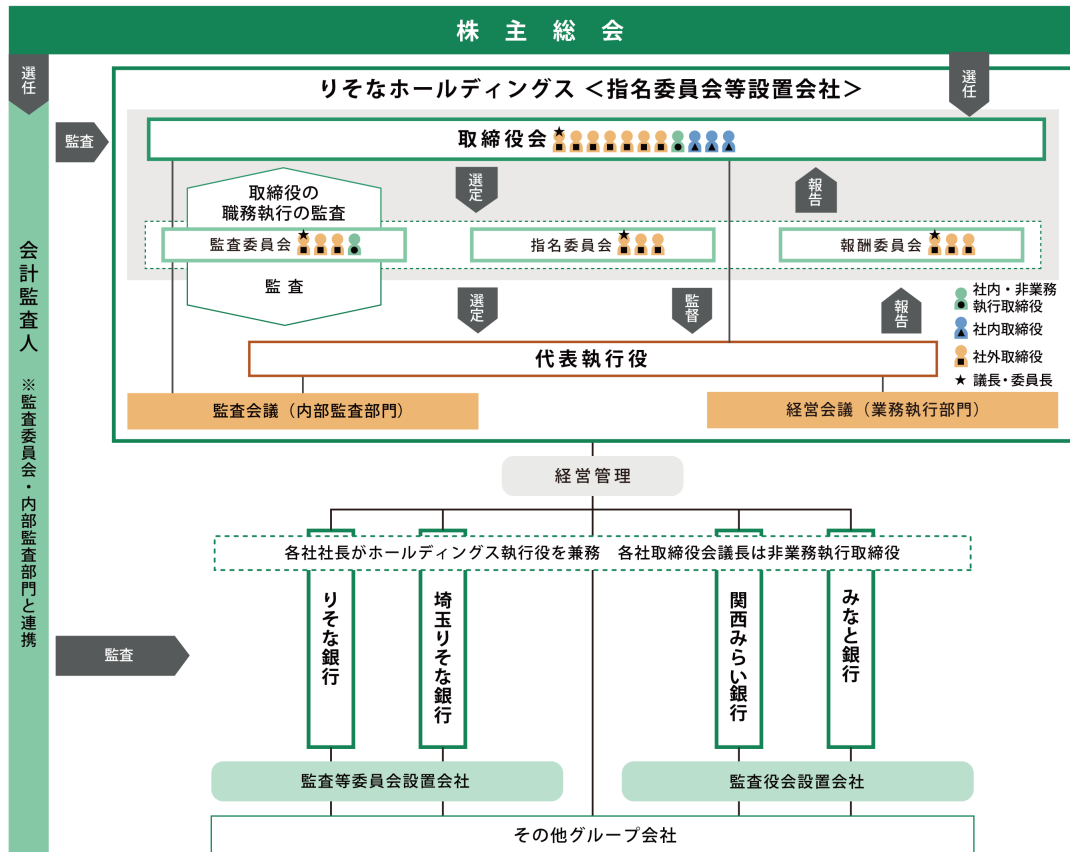 株主総会
選任
選任
りそなホールディングス <指名委員会等設置会社>
監査
取締役会
取締役の
職務執行の監査
選定
報告
監査委員会
指名委員会
報酬委員会
監査
選定
監督
報告
社内・非業務
執行取締役
社内取締役
社外取締役
★ 議長・委員長
代表執行役
監査会議（内部監査部門）
経営会議（業務執行部門）
会計監査人
※監査委員会・内部監査部門と連携
経営管理
各社社長がホールディングス執行役を兼務 各社取締役会議長は非業務執行取締役
りそな銀行
埼玉りそな銀行
関西みらい銀行
みなと銀行
監査
監査等委員会設置会社
監査役会設置会社
その他グループ会社